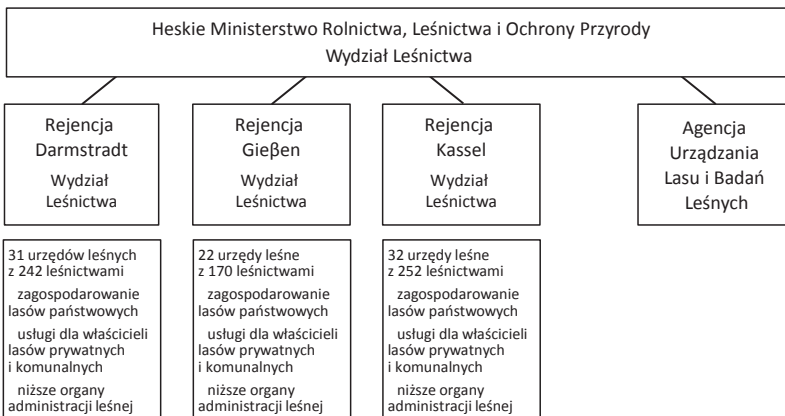 Heskie Ministerstwo Rolnictwa, Leśnictwa i Ochrony Przyrody
Wydział Leśnictwa
Rejencja
Darmstradt
Wydział
Leśnictwa
Rejencja
Gieβen
Wydział
Leśnictwa
Rejencja
Kassel
Wydział
Leśnictwa
Agencja
Urządzania
Lasu i Badań
Leśnych
31 urzędów leśnych
z 242 leśnictwami
zagospodarowanie
lasów państwowych
usługi dla właścicieli
lasów prywatnych
i komunalnych
niższe organy
administracji leśnej
22 urzędy leśne
z 170 leśnictwami
zagospodarowanie
lasów państwowych
usługi dla właścicieli
lasów prywatnych
i komunalnych
niższe organy
administracji leśnej
32 urzędy leśne
z 252 leśnictwami
zagospodarowanie
lasów państwowych
usługi dla właścicieli
lasów prywatnych
i komunalnych
niższe organy
administracji leśnej